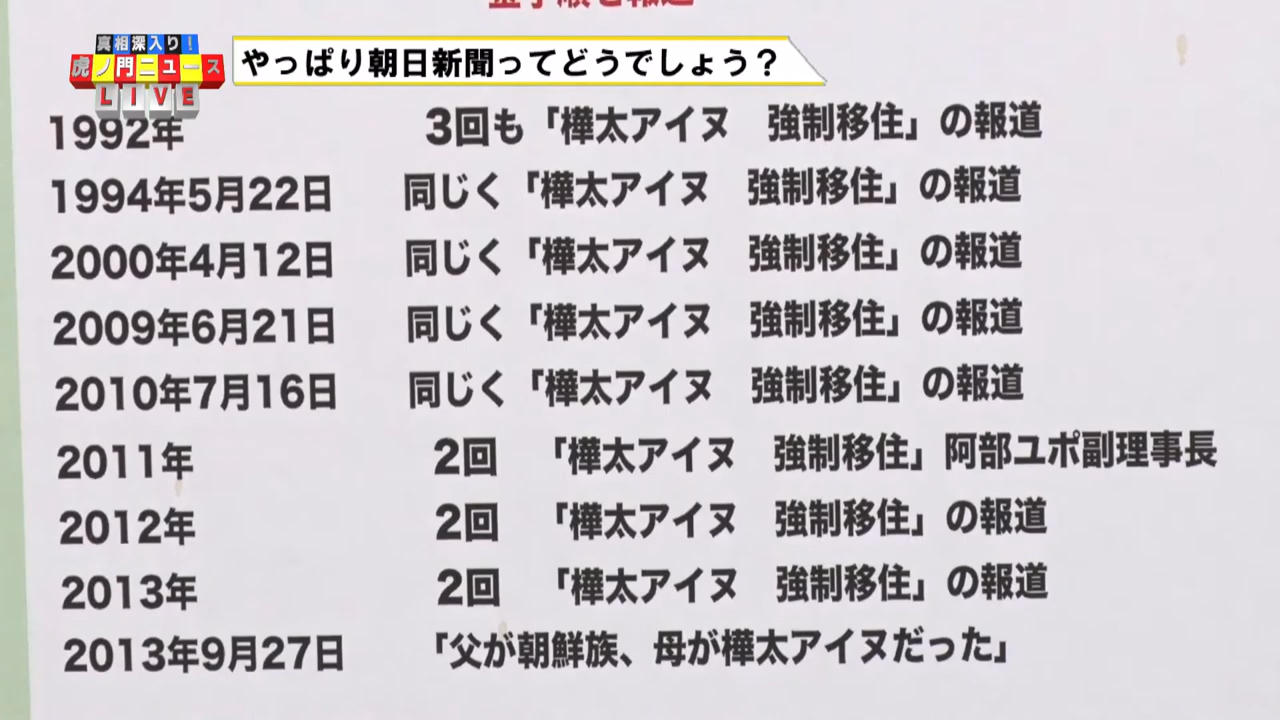 真相深入り!
虎ノ門ニュース
LIVE
やっぱり朝日新聞ってどうでしょう?
1992年 3回も「樺太アイヌ 強制移住」の報道
1994年5月22日 同じく「樺太アイヌ 強制移住」の報道
2000年4月12日 同じく「樺太アイヌ 強制移住」の報道
2009年6月21日 同じく「樺太アイヌ 強制移住」の報道
2010年7月16日 同じく「樺太アイヌ 強制移住」の報道
2011年 2回 「樺太アイヌ 強制移住」阿部ユポ副理事長
2012年 2回 「樺太アイヌ 強制移住」の報道
2013年 2回 「樺太アイヌ 強制移住」の報道
2013年9月27日 「父が朝鮮族、母が樺太アイヌだった」